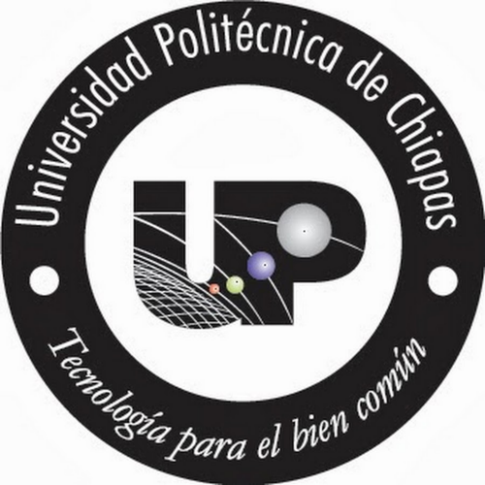 Universidad Politécnica de Chiapas
UP
Tecnología para el bien común